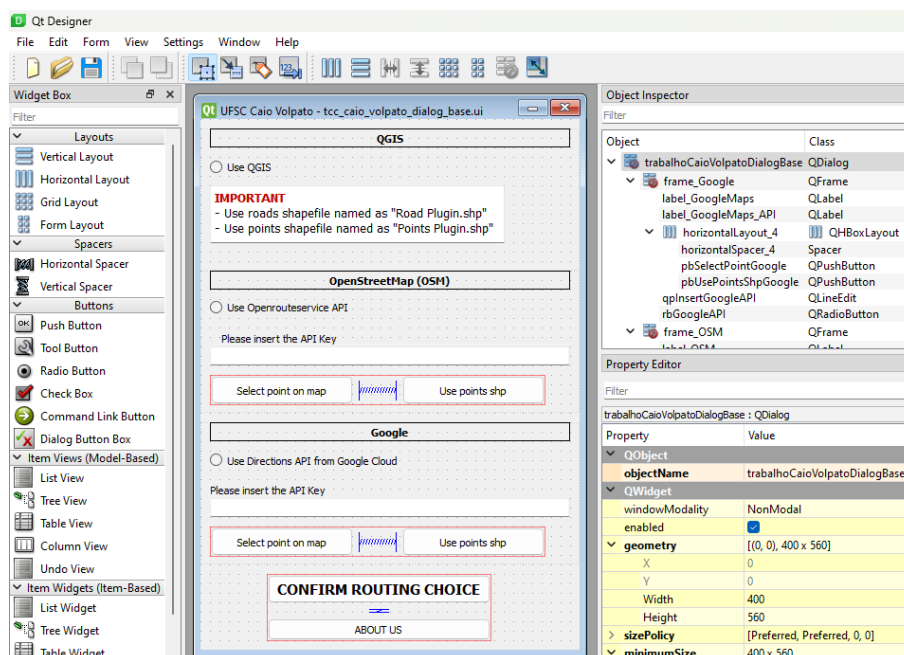 Qt Designer
File Edit Form View Settings Window Help
Widget Box
Filter
Layouts
Vertical Layout
Horizontal Layout
Grid Layout
Form Layout
Spacers
Horizontal Spacer
Vertical Spacer
Buttons
OK Push Button
Tool Button
Radio Button
Check Box
Command Link Button
Dialog Button Box
Item Views (Model-Based)
List View
Tree View
Table View
Column View
Undo View
Item Widgets (Item-Based)
List Widget
Tree Widget
Table Widget
Qt UFSC Caio Volpato - tcc_caio_volpato_dialog_base.ui
QGIS
Use QGIS
IMPORTANT
- Use roads shapefile named as "Road Plugin.shp"
- Use points shapefile named as "Points Plugin.shp"
OpenStreetMap (OSM)
Use Openrouteservice API
Please insert the API Key
Select point on map Use points shp
Google
Use Directions API from Google Cloud
Please insert the API Key
Select point on map Use points shp
CONFIRM ROUTING CHOICE
ABOUT US
Object Inspector
Filter
Object Class
trabalhoCaioVolpatoDialogBase QDialog
frame_Google QFrame
label_GoogleMaps QLabel
label_GoogleMaps_API QLabel
horizontalLayout_4 QHBoxLayout
horizontalSpacer_4 Spacer
pbSelectPointGoogle QPushButton
pbUsePointsShpGoogle QPushButton
qpInsertGoogleAPI QLineEdit
rbGoogleAPI QRadioButton
frame_OSM QFrame
label_OSM QLabel
Property Editor
Filter
trabalhoCaioVolpatoDialogBase : QDialog
Property Value
QObject
objectName trabalhoCaioVolpatoDialogBase
QWidget
windowModality NonModal
enabled
geometry [(0, 0), 400 x 560]
X 0
Y 0
Width 400
Height 560
sizePolicy [Preferred, Preferred, 0, 0]
minimumSize 400 x 560